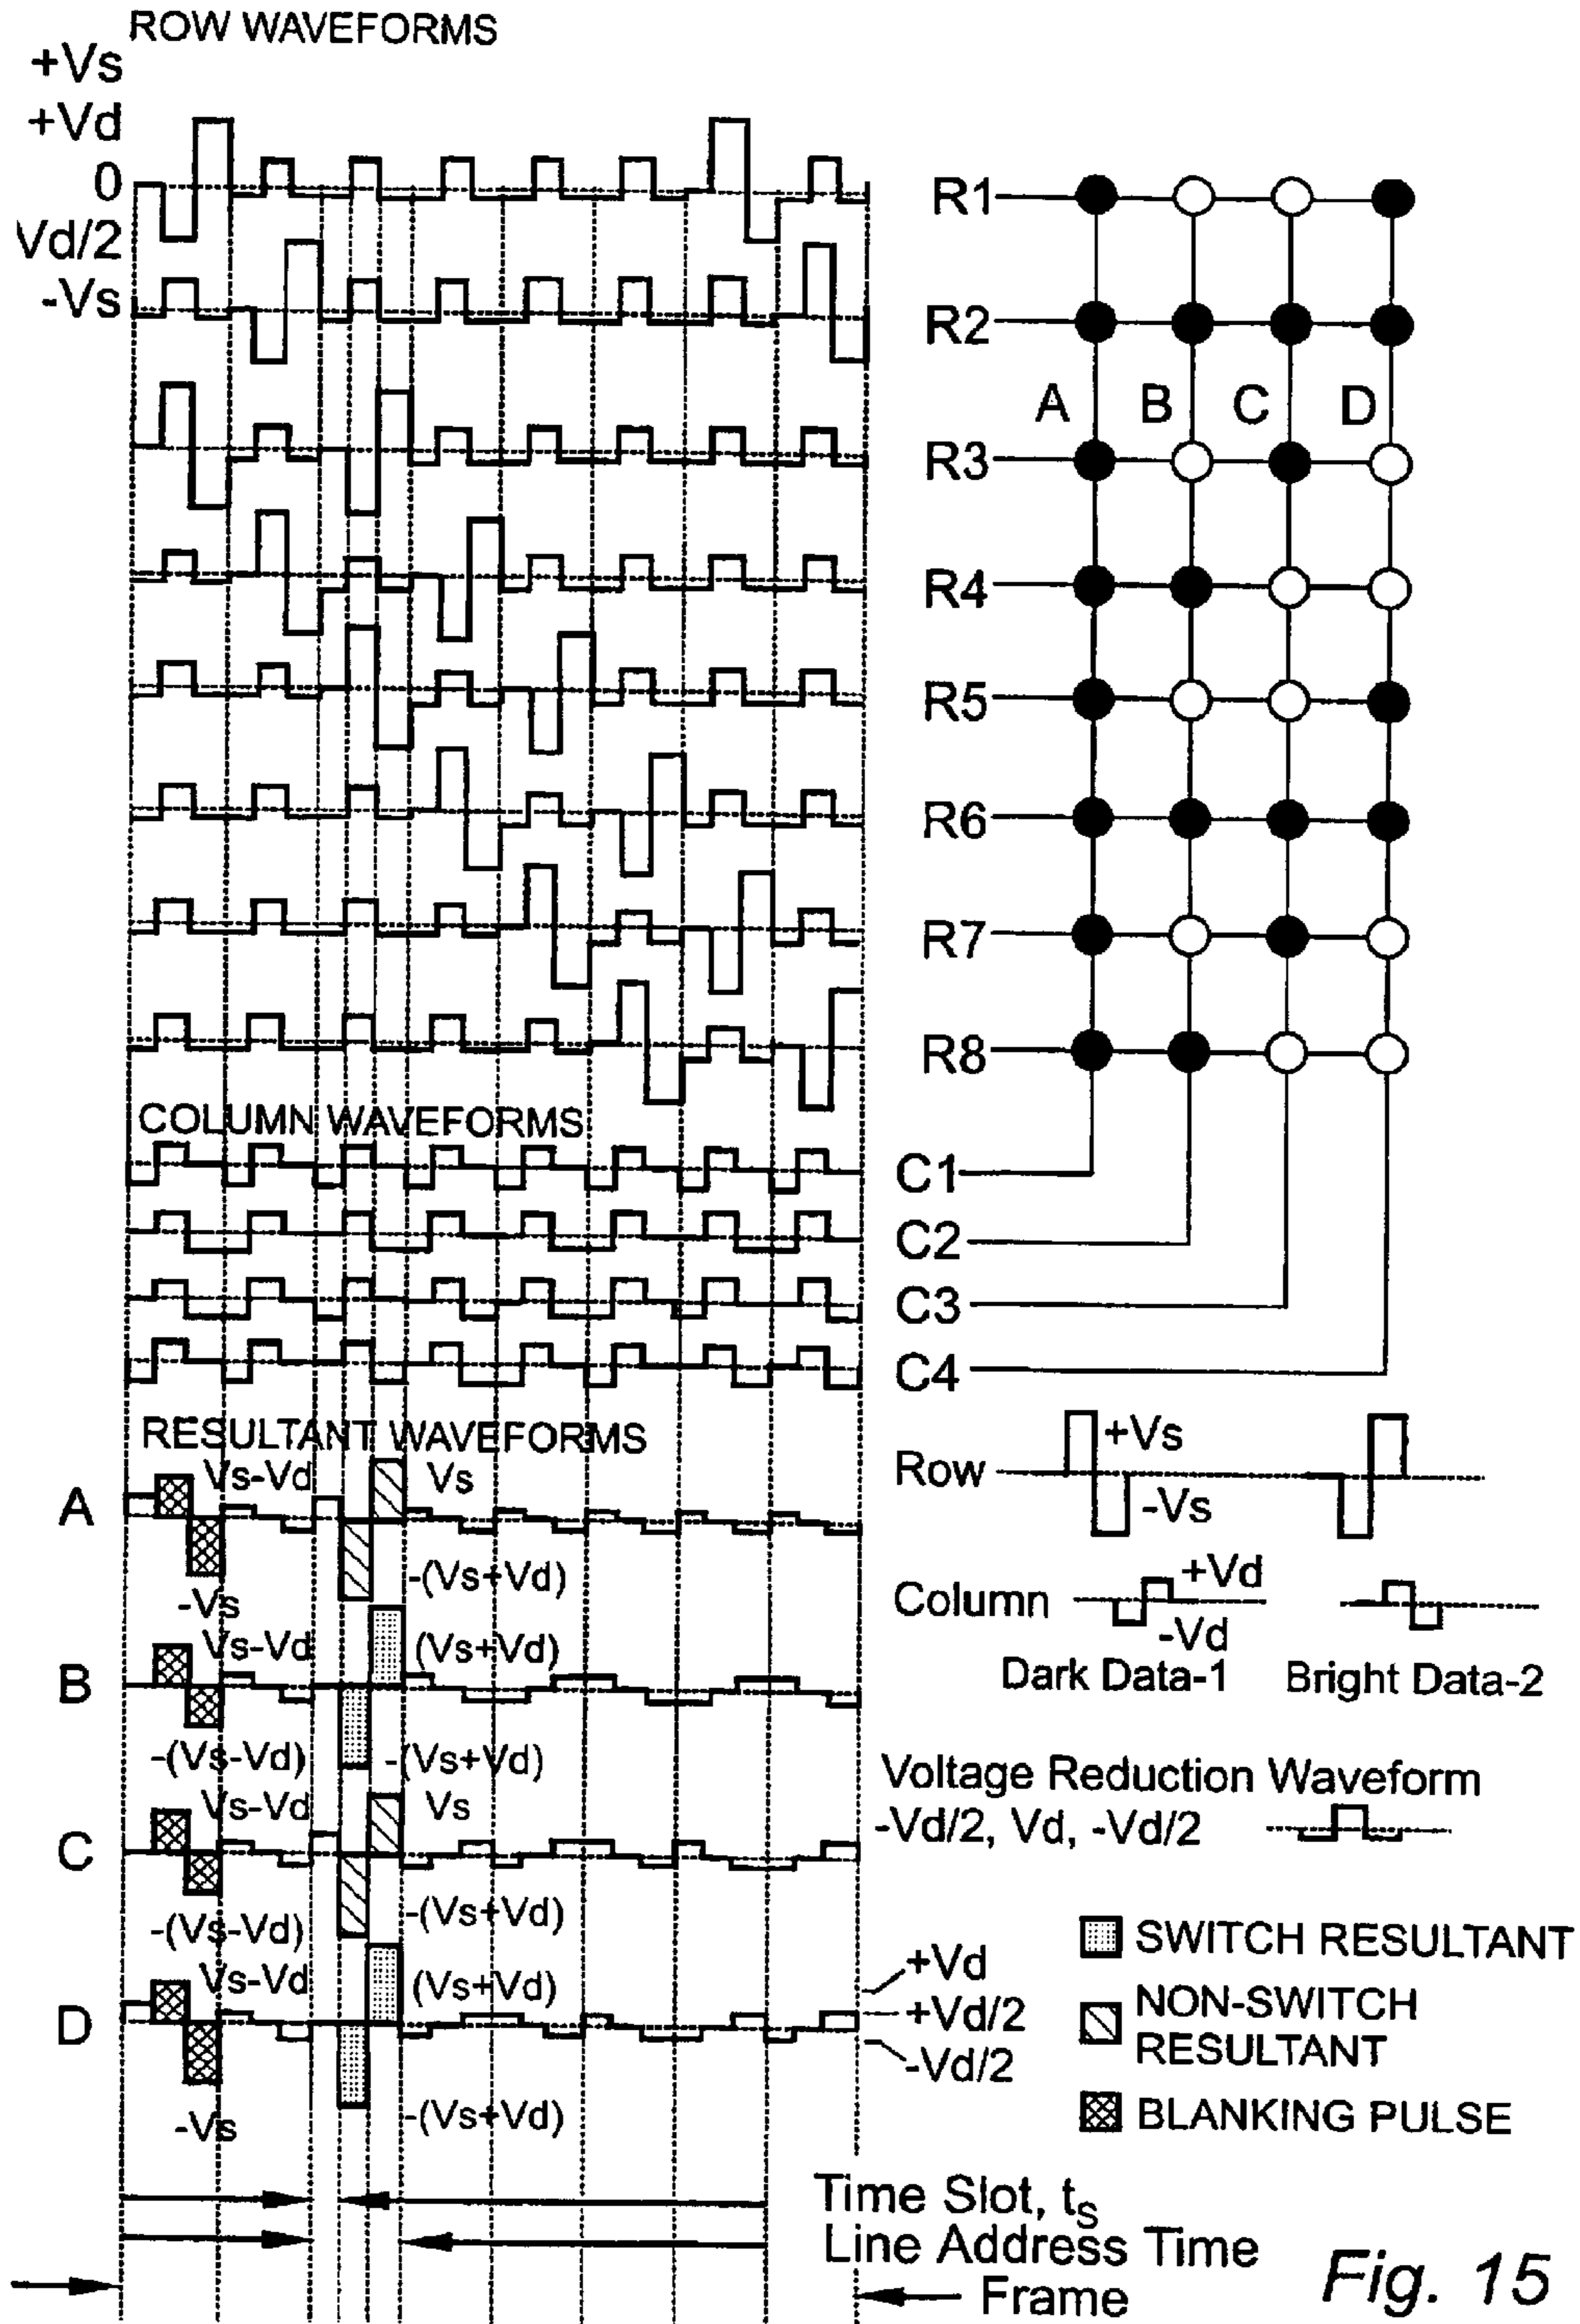 ROW WAVEFORMS
+Vs
+Vd
0
Vd/2
-Vs
R1
R2
A B C D
R3
R4
R5
R6
R7
R8
COLUMN WAVEFORMS
C1
C2
C3
C4
RESULTANT WAVEFORMS
A
Vs-Vd
Vs
-Vs
-(Vs+Vd)
B
Vs-Vd
(Vs+Vd)
-(Vs-Vd)
-(Vs+Vd)
C
Vs-Vd
Vs
-(Vs-Vd)
-(Vs+Vd)
D
Vs-Vd
(Vs+Vd)
-Vs
-(Vs+Vd)
+Vd
+Vd/2
-Vd/2
Row
+Vs
-Vs
Column
+Vd
-Vd
Dark Data-1
Bright Data-2
Voltage Reduction Waveform
-Vd/2, Vd, -Vd/2
SWITCH RESULTANT
NON-SWITCH
RESULTANT
BLANKING PULSE
Time Slot, ts
Line Address Time
Frame
Fig. 15